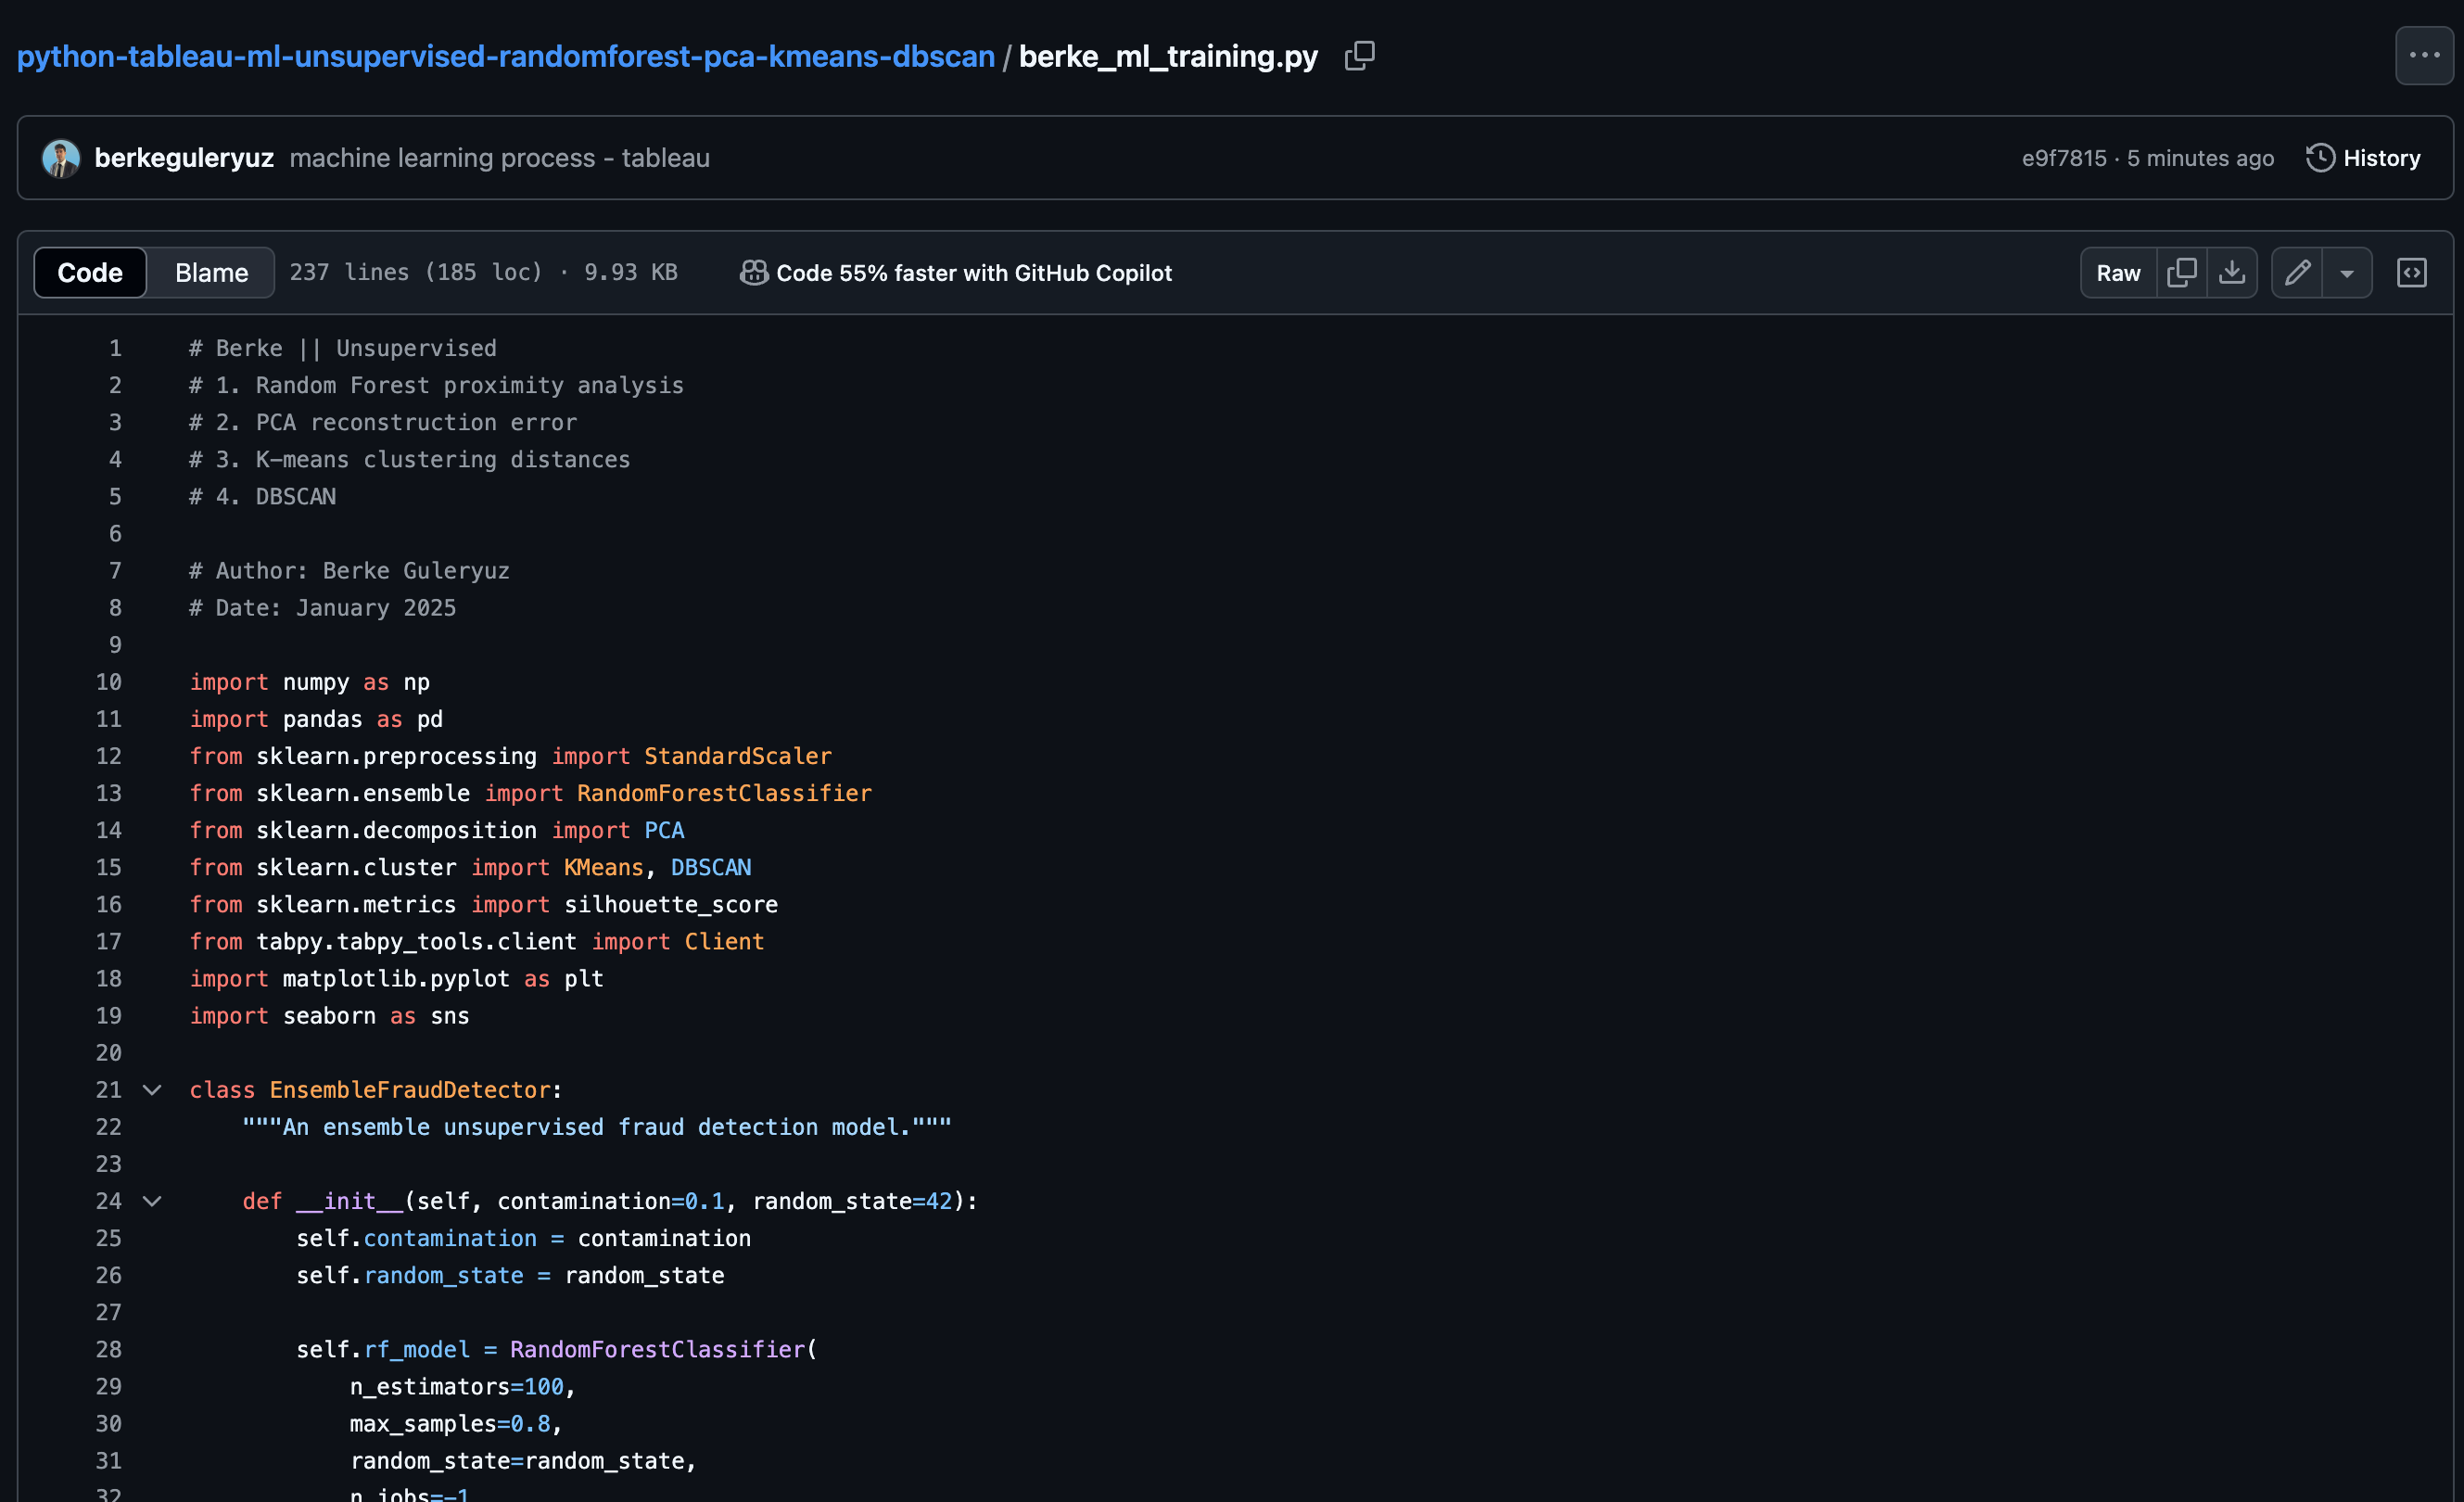 python-tableau-ml-unsupervised-randomforest-pca-kmeans-dbscan / berke_ml_training.py
berkeguleryuz machine learning process - tableau e9f7815 · 5 minutes ago History
Code Blame 237 lines (185 loc) · 9.93 KB Code 55% faster with GitHub Copilot Raw
1 # Berke || Unsupervised
2 # 1. Random Forest proximity analysis
3 # 2. PCA reconstruction error
4 # 3. K-means clustering distances
5 # 4. DBSCAN
6
7 # Author: Berke Guleryuz
8 # Date: January 2025
9
10 import numpy as np
11 import pandas as pd
12 from sklearn.preprocessing import StandardScaler
13 from sklearn.ensemble import RandomForestClassifier
14 from sklearn.decomposition import PCA
15 from sklearn.cluster import KMeans, DBSCAN
16 from sklearn.metrics import silhouette_score
17 from tabpy.tabpy_tools.client import Client
18 import matplotlib.pyplot as plt
19 import seaborn as sns
20
21 class EnsembleFraudDetector:
22     """An ensemble unsupervised fraud detection model."""
23
24     def __init__(self, contamination=0.1, random_state=42):
25         self.contamination = contamination
26         self.random_state = random_state
27
28         self.rf_model = RandomForestClassifier(
29             n_estimators=100,
30             max_samples=0.8,
31             random_state=random_state,
32             n_jobs=-1